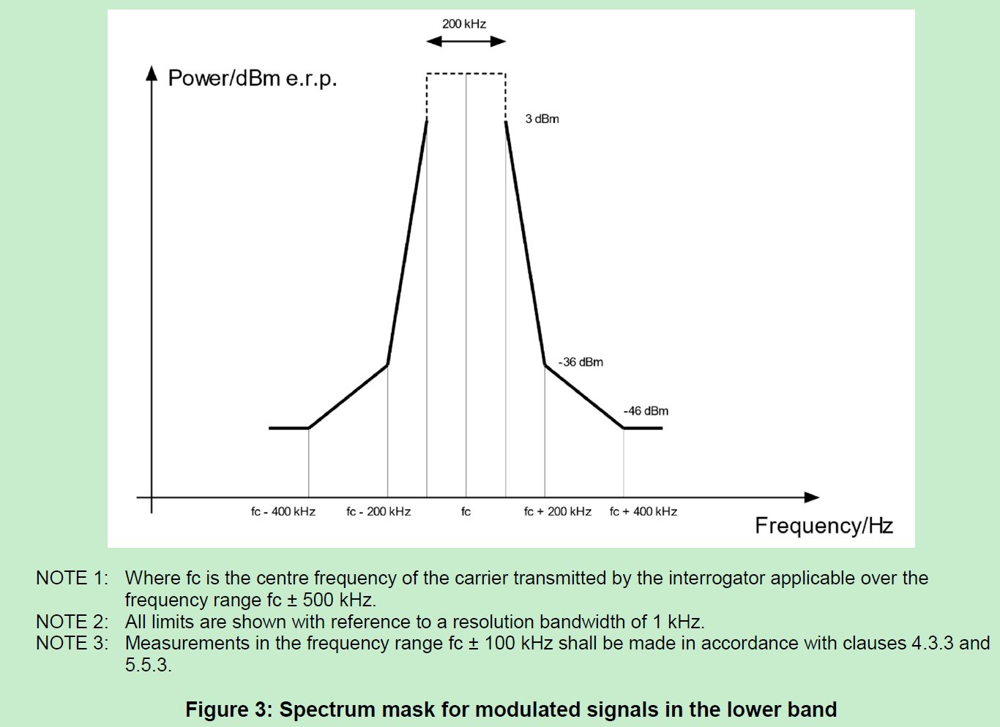 200 kHz
Power/dBm e.r.p.
3 dBm
-36 dBm
-46 dBm
fc - 400 kHz
fc - 200 kHz
fc
fc + 200 kHz
fc + 400 kHz
Frequency/Hz
NOTE 1: Where fc is the centre frequency of the carrier transmitted by the interrogator applicable over the
frequency range fc ± 500 kHz.
NOTE 2: All limits are shown with reference to a resolution bandwidth of 1 kHz.
NOTE 3: Measurements in the frequency range fc ± 100 kHz shall be made in accordance with clauses 4.3.3 and
5.5.3.
Figure 3: Spectrum mask for modulated signals in the lower band